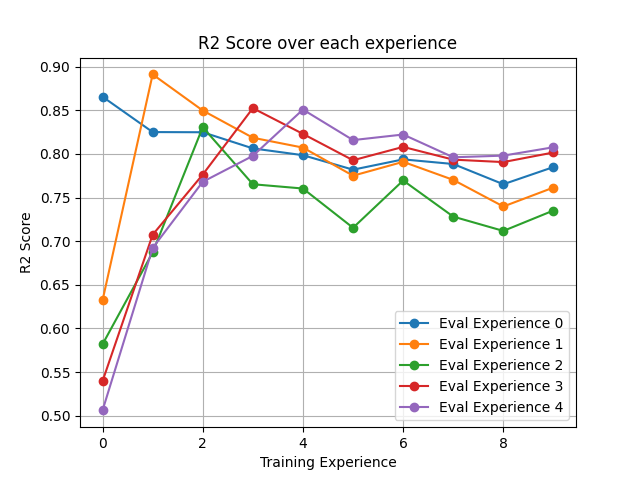 R2 Score over each experience
0.90
0.85
0.80
0.75
0.70
0.65
0.60
0.55
0.50
R2 Score
0
2
4
6
8
Training Experience
Eval Experience 0
Eval Experience 1
Eval Experience 2
Eval Experience 3
Eval Experience 4